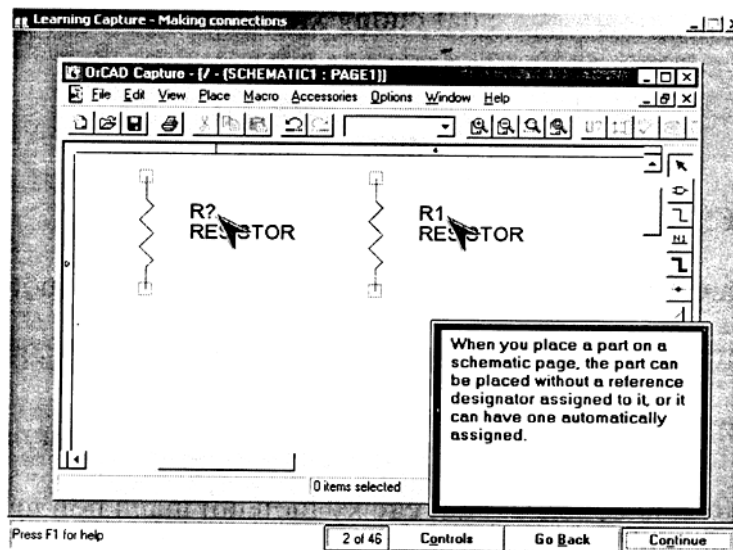 Learning Capture - Making connections
OrCAD Capture - [/ - (SCHEMATIC1 : PAGE1)]
File Edit View Place Macro Accessories Options Window Help
R?
RESISTOR
R1
RESISTOR
N1
When you place a part on a
schematic page, the part can
be placed without a reference
designator assigned to it, or it
can have one automatically
assigned.
0 items selected
Press F1 for help
2 of 46
Controls
Go Back
Continue